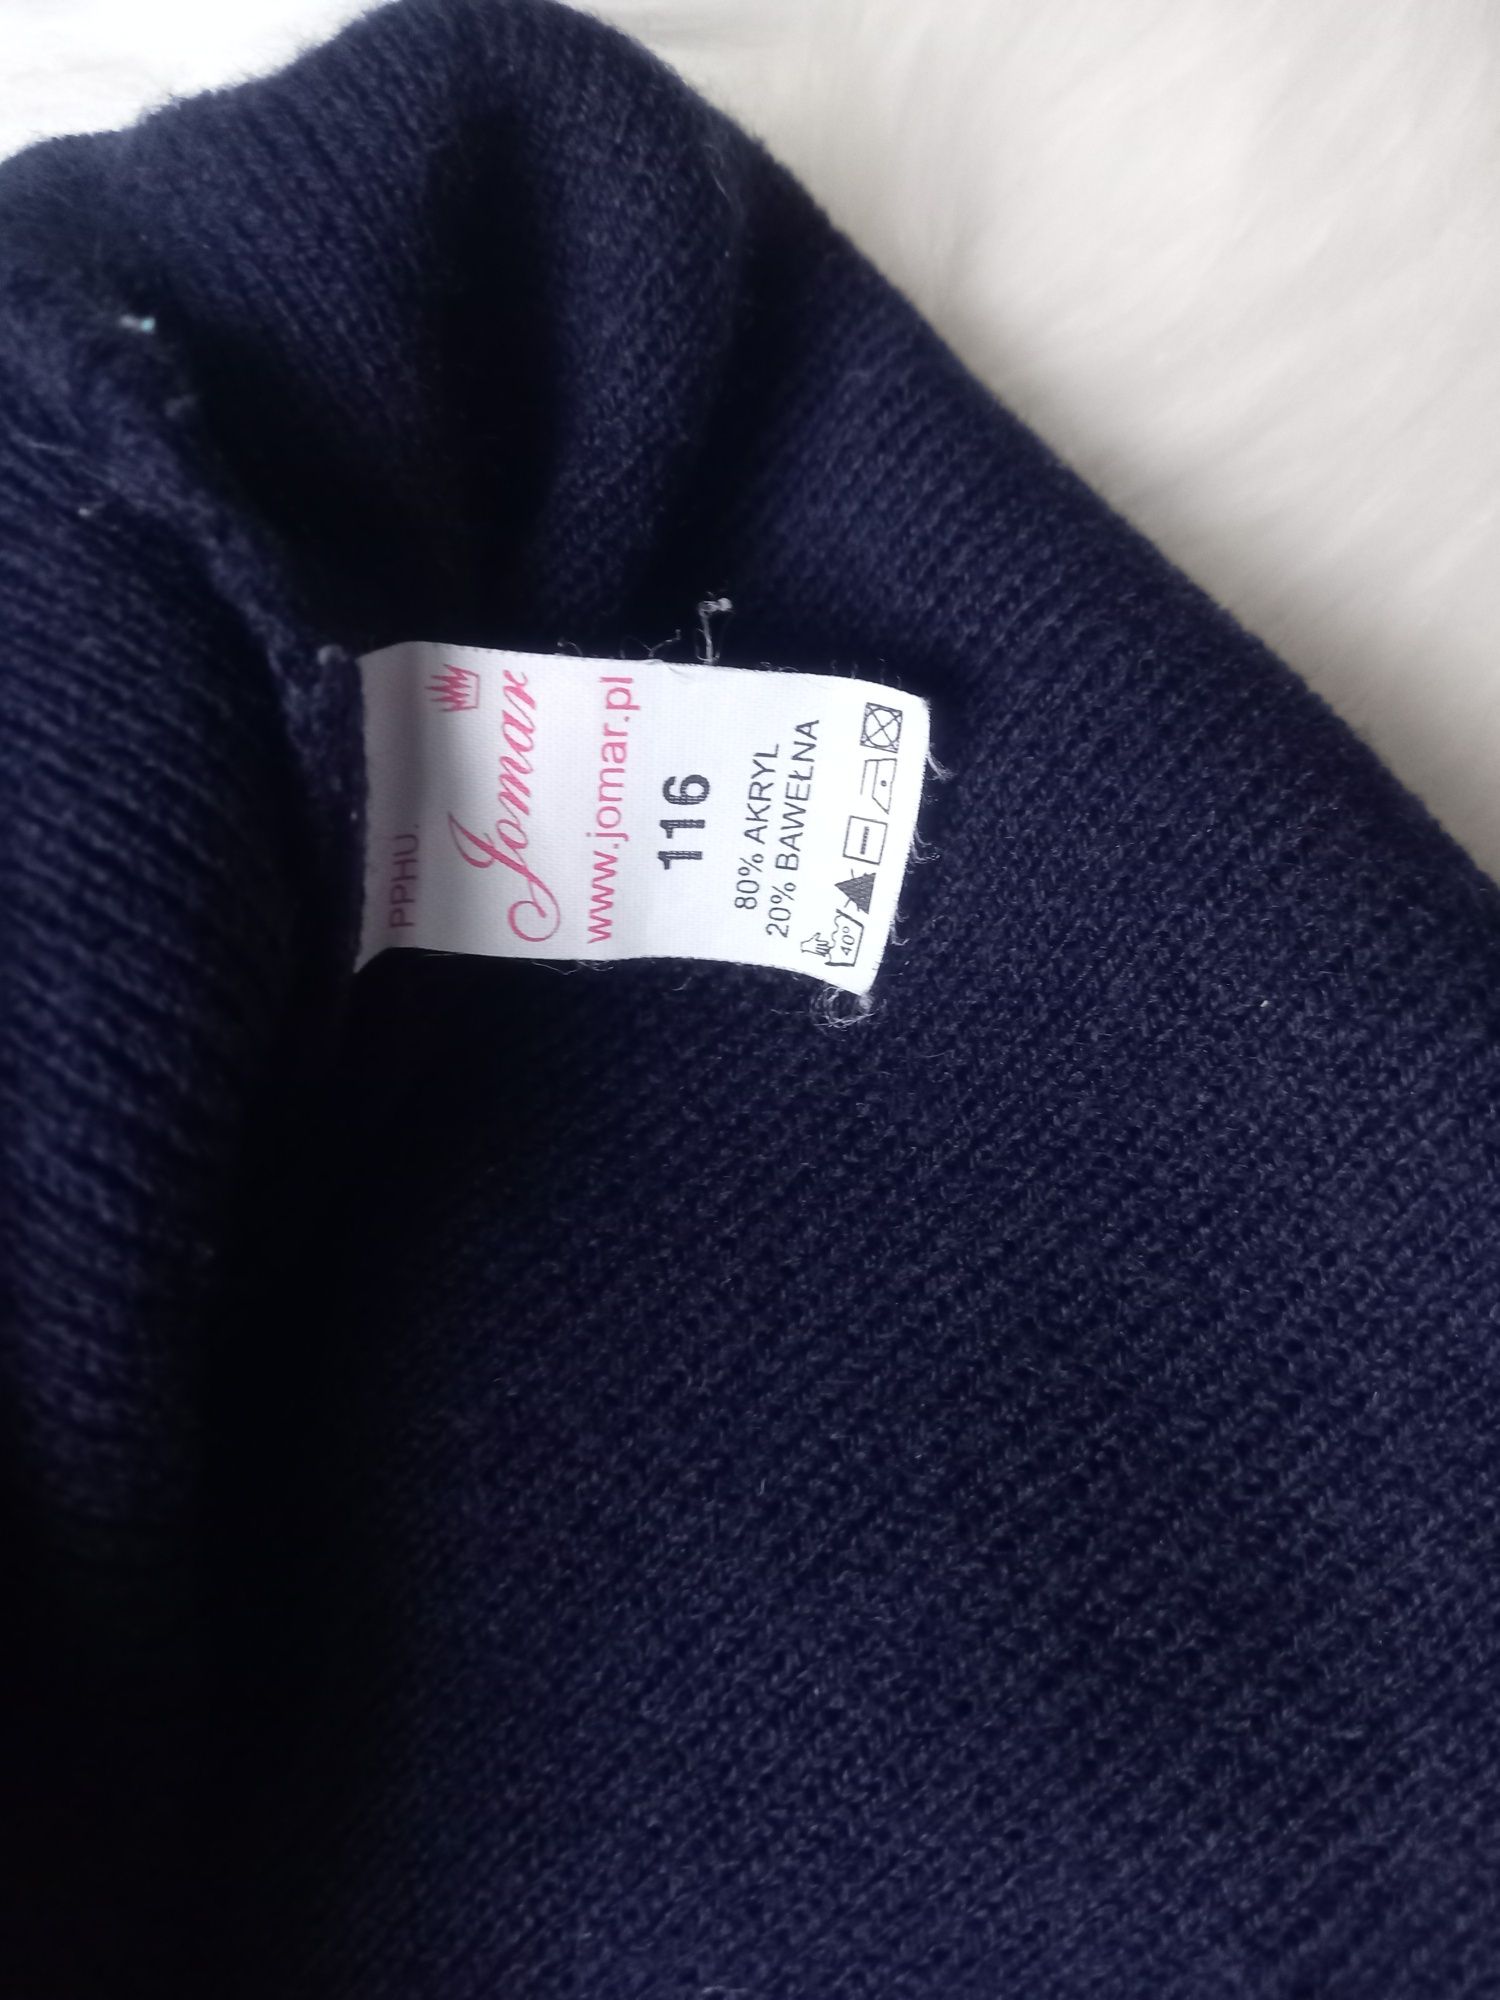 PPHU.
Jomar
www.jomar.pl
116
80% AKRYL
20% BAWEŁNA
40°